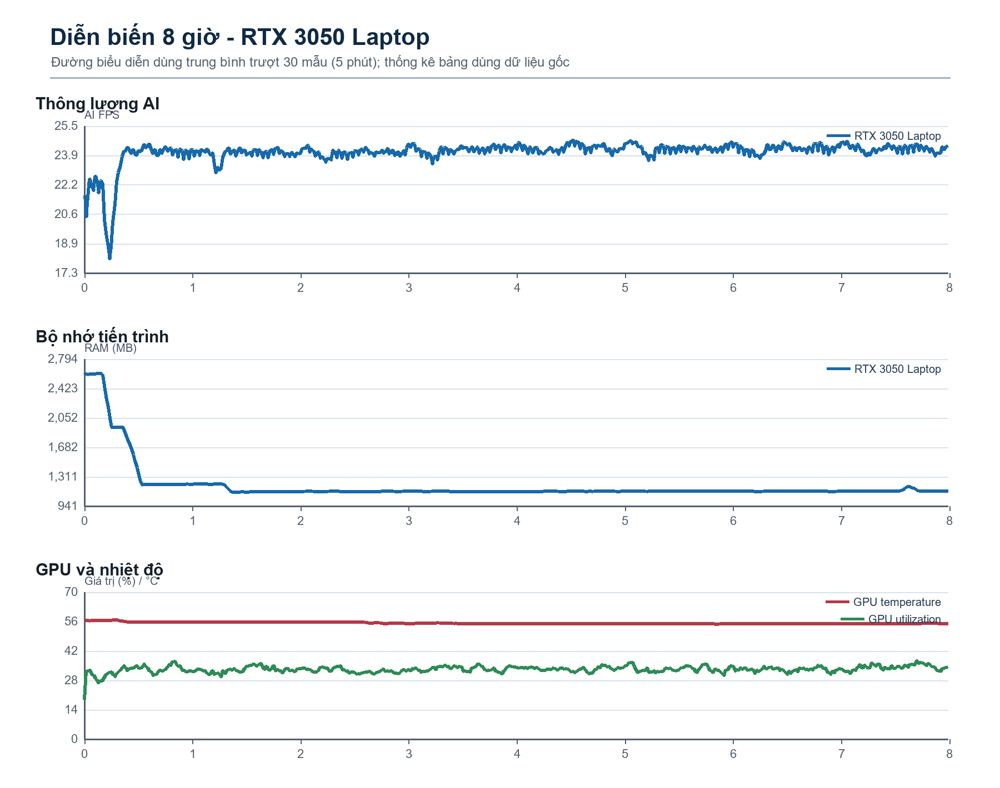 Diễn biến 8 giờ - RTX 3050 Laptop
Đường biểu diễn dùng trung bình trượt 30 mẫu (5 phút); thống kê bảng dùng dữ liệu gốc
Thông lượng AI
AI FPS
25.5
RTX 3050 Laptop
23.9
22.2
20.6
18.9
17.3
0 1 2 3 4 5 6 7 8
Bộ nhớ tiến trình
RAM (MB)
2,794
RTX 3050 Laptop
2,423
2,052
1,682
1,311
941
0 1 2 3 4 5 6 7 8
GPU và nhiệt độ
Giá trị (%) / °C
70
GPU temperature
56
GPU utilization
42
28
14
0
0 1 2 3 4 5 6 7 8